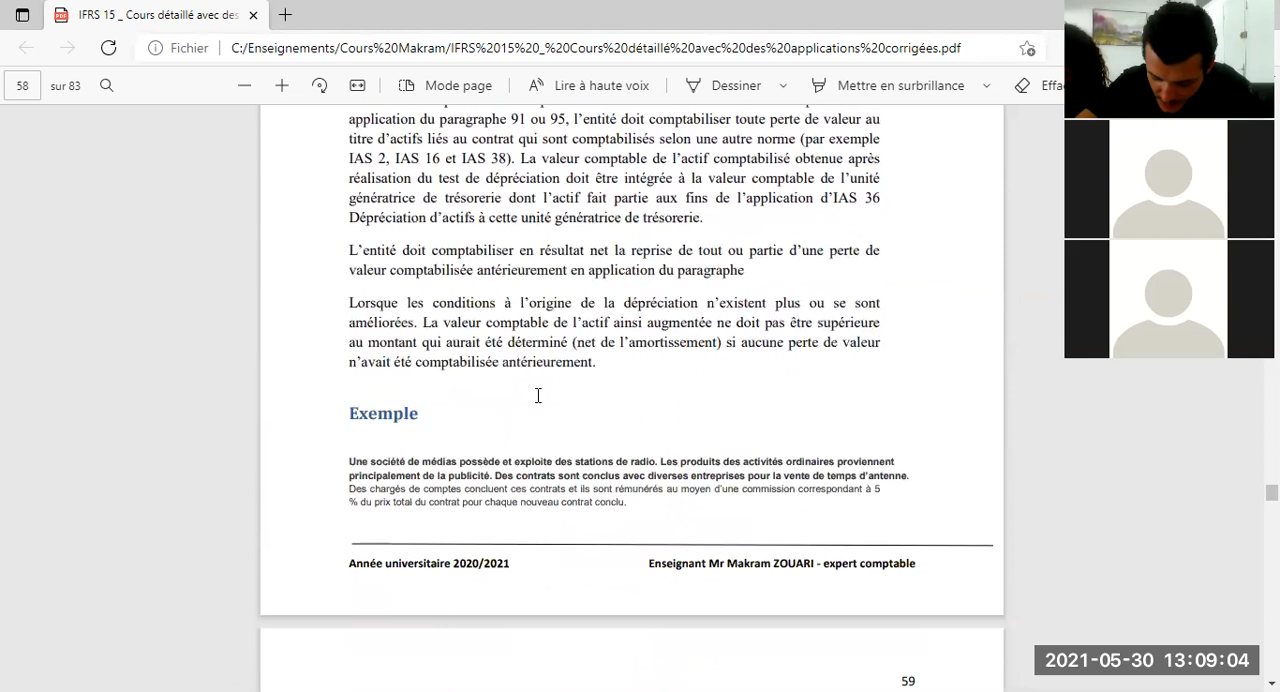 IFRS 15 _ Cours détaillé avec des
Fichier C:/Enseignements/Cours%20Makram/IFRS%2015%20_%20Cours%20détaillé%20avec%20des%20applications%20corrigées.pdf
58 sur 83 Mode page Lire à haute voix Dessiner Mettre en surbrillance
application du paragraphe 91 ou 95, l’entité doit comptabiliser toute perte de valeur au
titre d’actifs liés au contrat qui sont comptabilisés selon une autre norme (par exemple
IAS 2, IAS 16 et IAS 38). La valeur comptable de l’actif comptabilisé obtenue après
réalisation du test de dépréciation doit être intégrée à la valeur comptable de l’unité
génératrice de trésorerie dont l’actif fait partie aux fins de l’application d’IAS 36
Dépréciation d’actifs à cette unité génératrice de trésorerie.
L’entité doit comptabiliser en résultat net la reprise de tout ou partie d’une perte de
valeur comptabilisée antérieurement en application du paragraphe
Lorsque les conditions à l’origine de la dépréciation n’existent plus ou se sont
améliorées. La valeur comptable de l’actif ainsi augmentée ne doit pas être supérieure
au montant qui aurait été déterminé (net de l’amortissement) si aucune perte de valeur
n’avait été comptabilisée antérieurement.
Exemple
Une société de médias possède et exploite des stations de radio. Les produits des activités ordinaires proviennent
principalement de la publicité. Des contrats sont conclus avec diverses entreprises pour la vente de temps d’antenne.
Des chargés de comptes concluent ces contrats et ils sont rémunérés au moyen d’une commission correspondant à 5
% du prix total du contrat pour chaque nouveau contrat conclu.
Année universitaire 2020/2021 Enseignant Mr Makram ZOUARI - expert comptable
59
2021-05-30 13:09:04